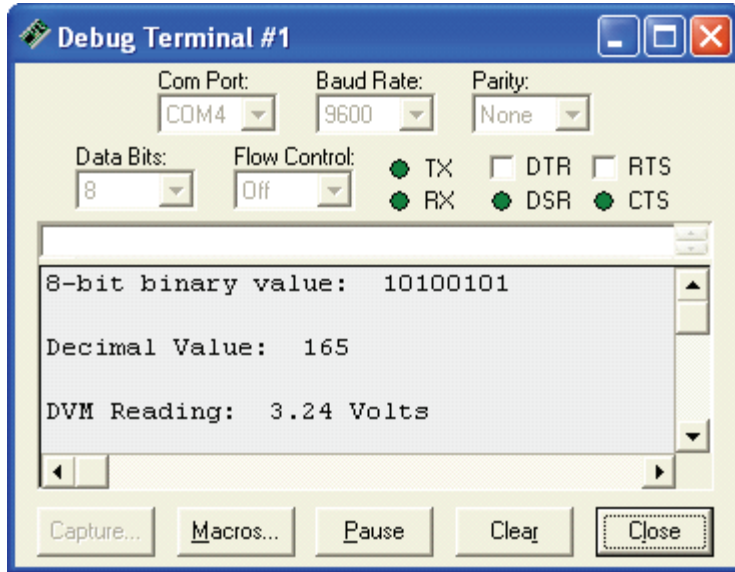 Debug Terminal #1
Com Port: Baud Rate: Parity:
COM4 9600 None
Data Bits: Flow Control: TX DTR RTS
8 Off RX DSR CTS
8-bit binary value:  10100101
Decimal Value:  165
DVM Reading:  3.24 Volts
Capture... Macros... Pause Clear Close